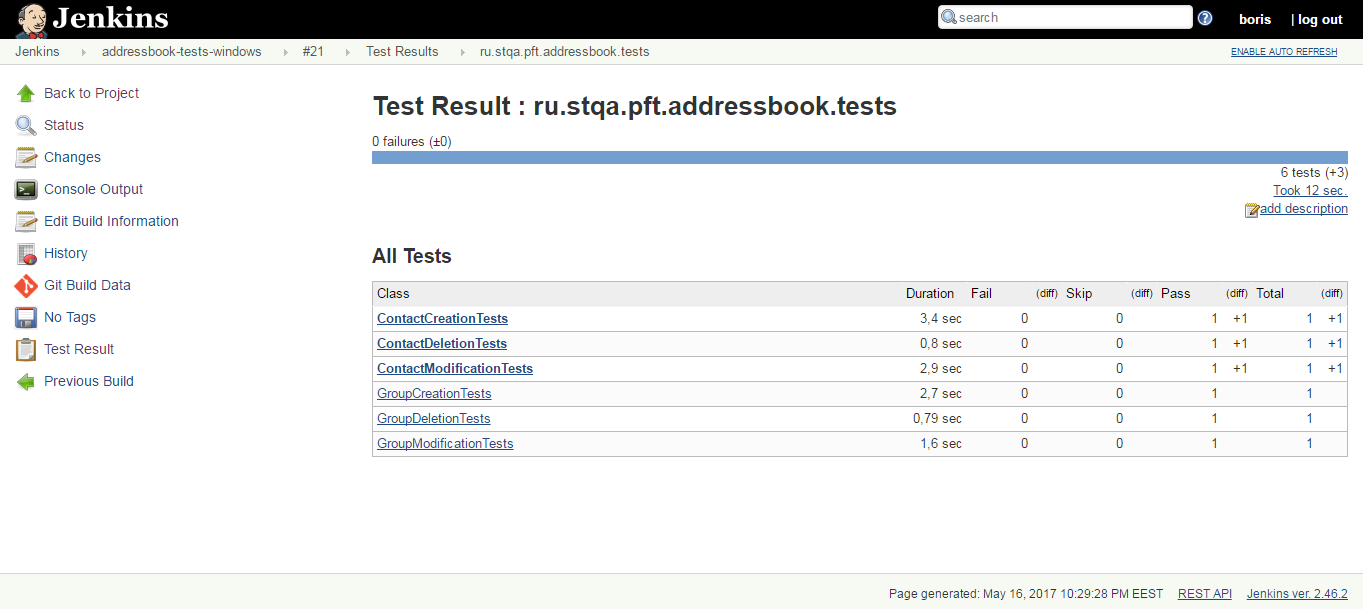 Jenkins
search
boris | log out
Jenkins addressbook-tests-windows #21 Test Results ru.stqa.pft.addressbook.tests ENABLE AUTO REFRESH
Back to Project
Status
Changes
Console Output
Edit Build Information
History
Git Build Data
No Tags
Test Result
Previous Build
Test Result : ru.stqa.pft.addressbook.tests
0 failures (±0)
6 tests (+3)
Took 12 sec.
add description
All Tests
Class Duration Fail (diff) Skip (diff) Pass (diff) Total (diff)
ContactCreationTests 3,4 sec 0 0 1 +1 1 +1
ContactDeletionTests 0,8 sec 0 0 1 +1 1 +1
ContactModificationTests 2,9 sec 0 0 1 +1 1 +1
GroupCreationTests 2,7 sec 0 0 1 1
GroupDeletionTests 0,79 sec 0 0 1 1
GroupModificationTests 1,6 sec 0 0 1 1
Page generated: May 16, 2017 10:29:28 PM EEST REST API Jenkins ver. 2.46.2